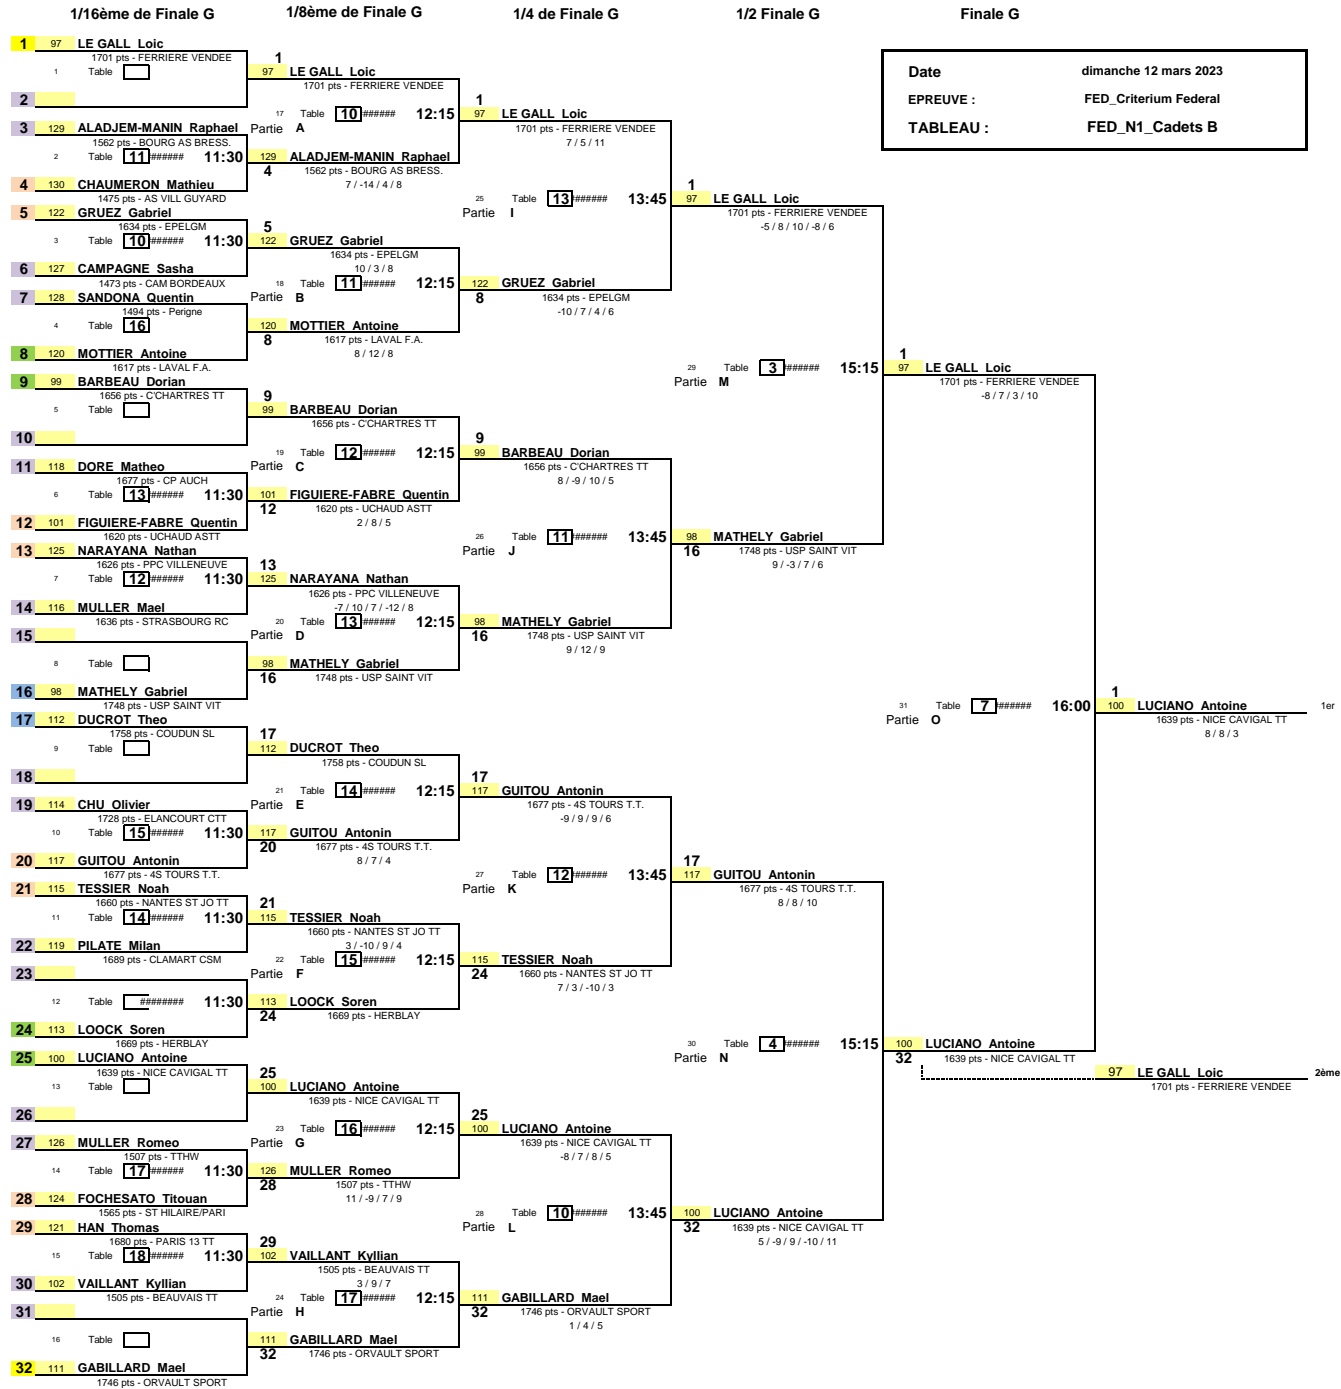 1/16ème de Finale G
1/8ème de Finale G
1/4 de Finale G
1/2 Finale G
Finale G
Date dimanche 12 mars 2023
EPREUVE : FED_Criterium Federal
TABLEAU : FED_N1_Cadets B
1 97 LE GALL Loic
1701 pts - FERRIERE VENDEE
1 Table
2
3 129 ALADJEM-MANIN Raphael
1562 pts - BOURG AS BRESS.
2 Table 11 ###### 11:30
4 130 CHAUMERON Mathieu
1475 pts - AS VILL GUYARD
5 122 GRUEZ Gabriel
1634 pts - EPELGM
3 Table 10 ###### 11:30
6 127 CAMPAGNE Sasha
1473 pts - CAM BORDEAUX
7 128 SANDONA Quentin
1494 pts - Perigne
4 Table 16
8 120 MOTTIER Antoine
1617 pts - LAVAL F.A.
9 99 BARBEAU Dorian
1656 pts - C'CHARTRES TT
5 Table
10
11 118 DORE Matheo
1677 pts - CP AUCH
6 Table 13 ###### 11:30
12 101 FIGUIERE-FABRE Quentin
1620 pts - UCHAUD ASTT
13 125 NARAYANA Nathan
1626 pts - PPC VILLENEUVE
7 Table 12 ###### 11:30
14 116 MULLER Mael
1636 pts - STRASBOURG RC
15
8 Table
16 98 MATHELY Gabriel
1748 pts - USP SAINT VIT
17 112 DUCROT Theo
1758 pts - COUDUN SL
9 Table
18
19 114 CHU Olivier
1728 pts - ELANCOURT CTT
10 Table 15 ###### 11:30
20 117 GUITOU Antonin
1677 pts - 4S TOURS T.T.
21 115 TESSIER Noah
1660 pts - NANTES ST JO TT
11 Table 14 ###### 11:30
22 119 PILATE Milan
1689 pts - CLAMART CSM
23
12 Table ######## 11:30
24 113 LOOCK Soren
1669 pts - HERBLAY
25 100 LUCIANO Antoine
1639 pts - NICE CAVIGAL TT
13 Table
26
27 126 MULLER Romeo
1507 pts - TTHW
14 Table 17 ###### 11:30
28 124 FOCHESATO Titouan
1565 pts - ST HILAIRE/PARI
29 121 HAN Thomas
1680 pts - PARIS 13 TT
15 Table 18 ###### 11:30
30 102 VAILLANT Kyllian
1505 pts - BEAUVAIS TT
31
16 Table
32 111 GABILLARD Mael
1746 pts - ORVAULT SPORT
1
97 LE GALL Loic
1701 pts - FERRIERE VENDEE
17 Table 10 ###### 12:15
Partie A
129 ALADJEM-MANIN Raphael
4 1562 pts - BOURG AS BRESS.
7 / -14 / 4 / 8
5
122 GRUEZ Gabriel
1634 pts - EPELGM
10 / 3 / 8
18 Table 11 ###### 12:15
Partie B
120 MOTTIER Antoine
8 1617 pts - LAVAL F.A.
8 / 12 / 8
9
99 BARBEAU Dorian
1656 pts - C'CHARTRES TT
19 Table 12 ###### 12:15
Partie C
101 FIGUIERE-FABRE Quentin
12 1620 pts - UCHAUD ASTT
2 / 8 / 5
13
125 NARAYANA Nathan
1626 pts - PPC VILLENEUVE
-7 / 10 / 7 / -12 / 8
20 Table 13 ###### 12:15
Partie D
98 MATHELY Gabriel
16 1748 pts - USP SAINT VIT
17
112 DUCROT Theo
1758 pts - COUDUN SL
21 Table 14 ###### 12:15
Partie E
117 GUITOU Antonin
20 1677 pts - 4S TOURS T.T.
8 / 7 / 4
21
115 TESSIER Noah
1660 pts - NANTES ST JO TT
3 / -10 / 9 / 4
22 Table 15 ###### 12:15
Partie F
113 LOOCK Soren
24 1669 pts - HERBLAY
25
100 LUCIANO Antoine
1639 pts - NICE CAVIGAL TT
23 Table 16 ###### 12:15
Partie G
126 MULLER Romeo
28 1507 pts - TTHW
11 / -9 / 7 / 9
29
102 VAILLANT Kyllian
1505 pts - BEAUVAIS TT
3 / 9 / 7
24 Table 17 ###### 12:15
Partie H
111 GABILLARD Mael
32 1746 pts - ORVAULT SPORT
1
97 LE GALL Loic
1701 pts - FERRIERE VENDEE
7 / 5 / 11
25 Table 13 ###### 13:45
Partie I
122 GRUEZ Gabriel
8 1634 pts - EPELGM
-10 / 7 / 4 / 6
9
99 BARBEAU Dorian
1656 pts - C'CHARTRES TT
8 / -9 / 10 / 5
26 Table 11 ###### 13:45
Partie J
98 MATHELY Gabriel
16 1748 pts - USP SAINT VIT
9 / 12 / 9
17
117 GUITOU Antonin
1677 pts - 4S TOURS T.T.
-9 / 9 / 9 / 6
27 Table 12 ###### 13:45
Partie K
115 TESSIER Noah
24 1660 pts - NANTES ST JO TT
7 / 3 / -10 / 3
25
100 LUCIANO Antoine
1639 pts - NICE CAVIGAL TT
-8 / 7 / 8 / 5
28 Table 10 ###### 13:45
Partie L
111 GABILLARD Mael
32 1746 pts - ORVAULT SPORT
1 / 4 / 5
1
97 LE GALL Loic
1701 pts - FERRIERE VENDEE
-5 / 8 / 10 / -8 / 6
29 Table 3 ###### 15:15
Partie M
98 MATHELY Gabriel
16 1748 pts - USP SAINT VIT
9 / -3 / 7 / 6
17
117 GUITOU Antonin
1677 pts - 4S TOURS T.T.
8 / 8 / 10
30 Table 4 ###### 15:15
Partie N
100 LUCIANO Antoine
32 1639 pts - NICE CAVIGAL TT
5 / -9 / 9 / -10 / 11
1
97 LE GALL Loic
1701 pts - FERRIERE VENDEE
-8 / 7 / 3 / 10
31 Table 7 ###### 16:00
Partie O
100 LUCIANO Antoine
32 1639 pts - NICE CAVIGAL TT
1
100 LUCIANO Antoine 1er
1639 pts - NICE CAVIGAL TT
8 / 8 / 3
97 LE GALL Loic 2ème
1701 pts - FERRIERE VENDEE